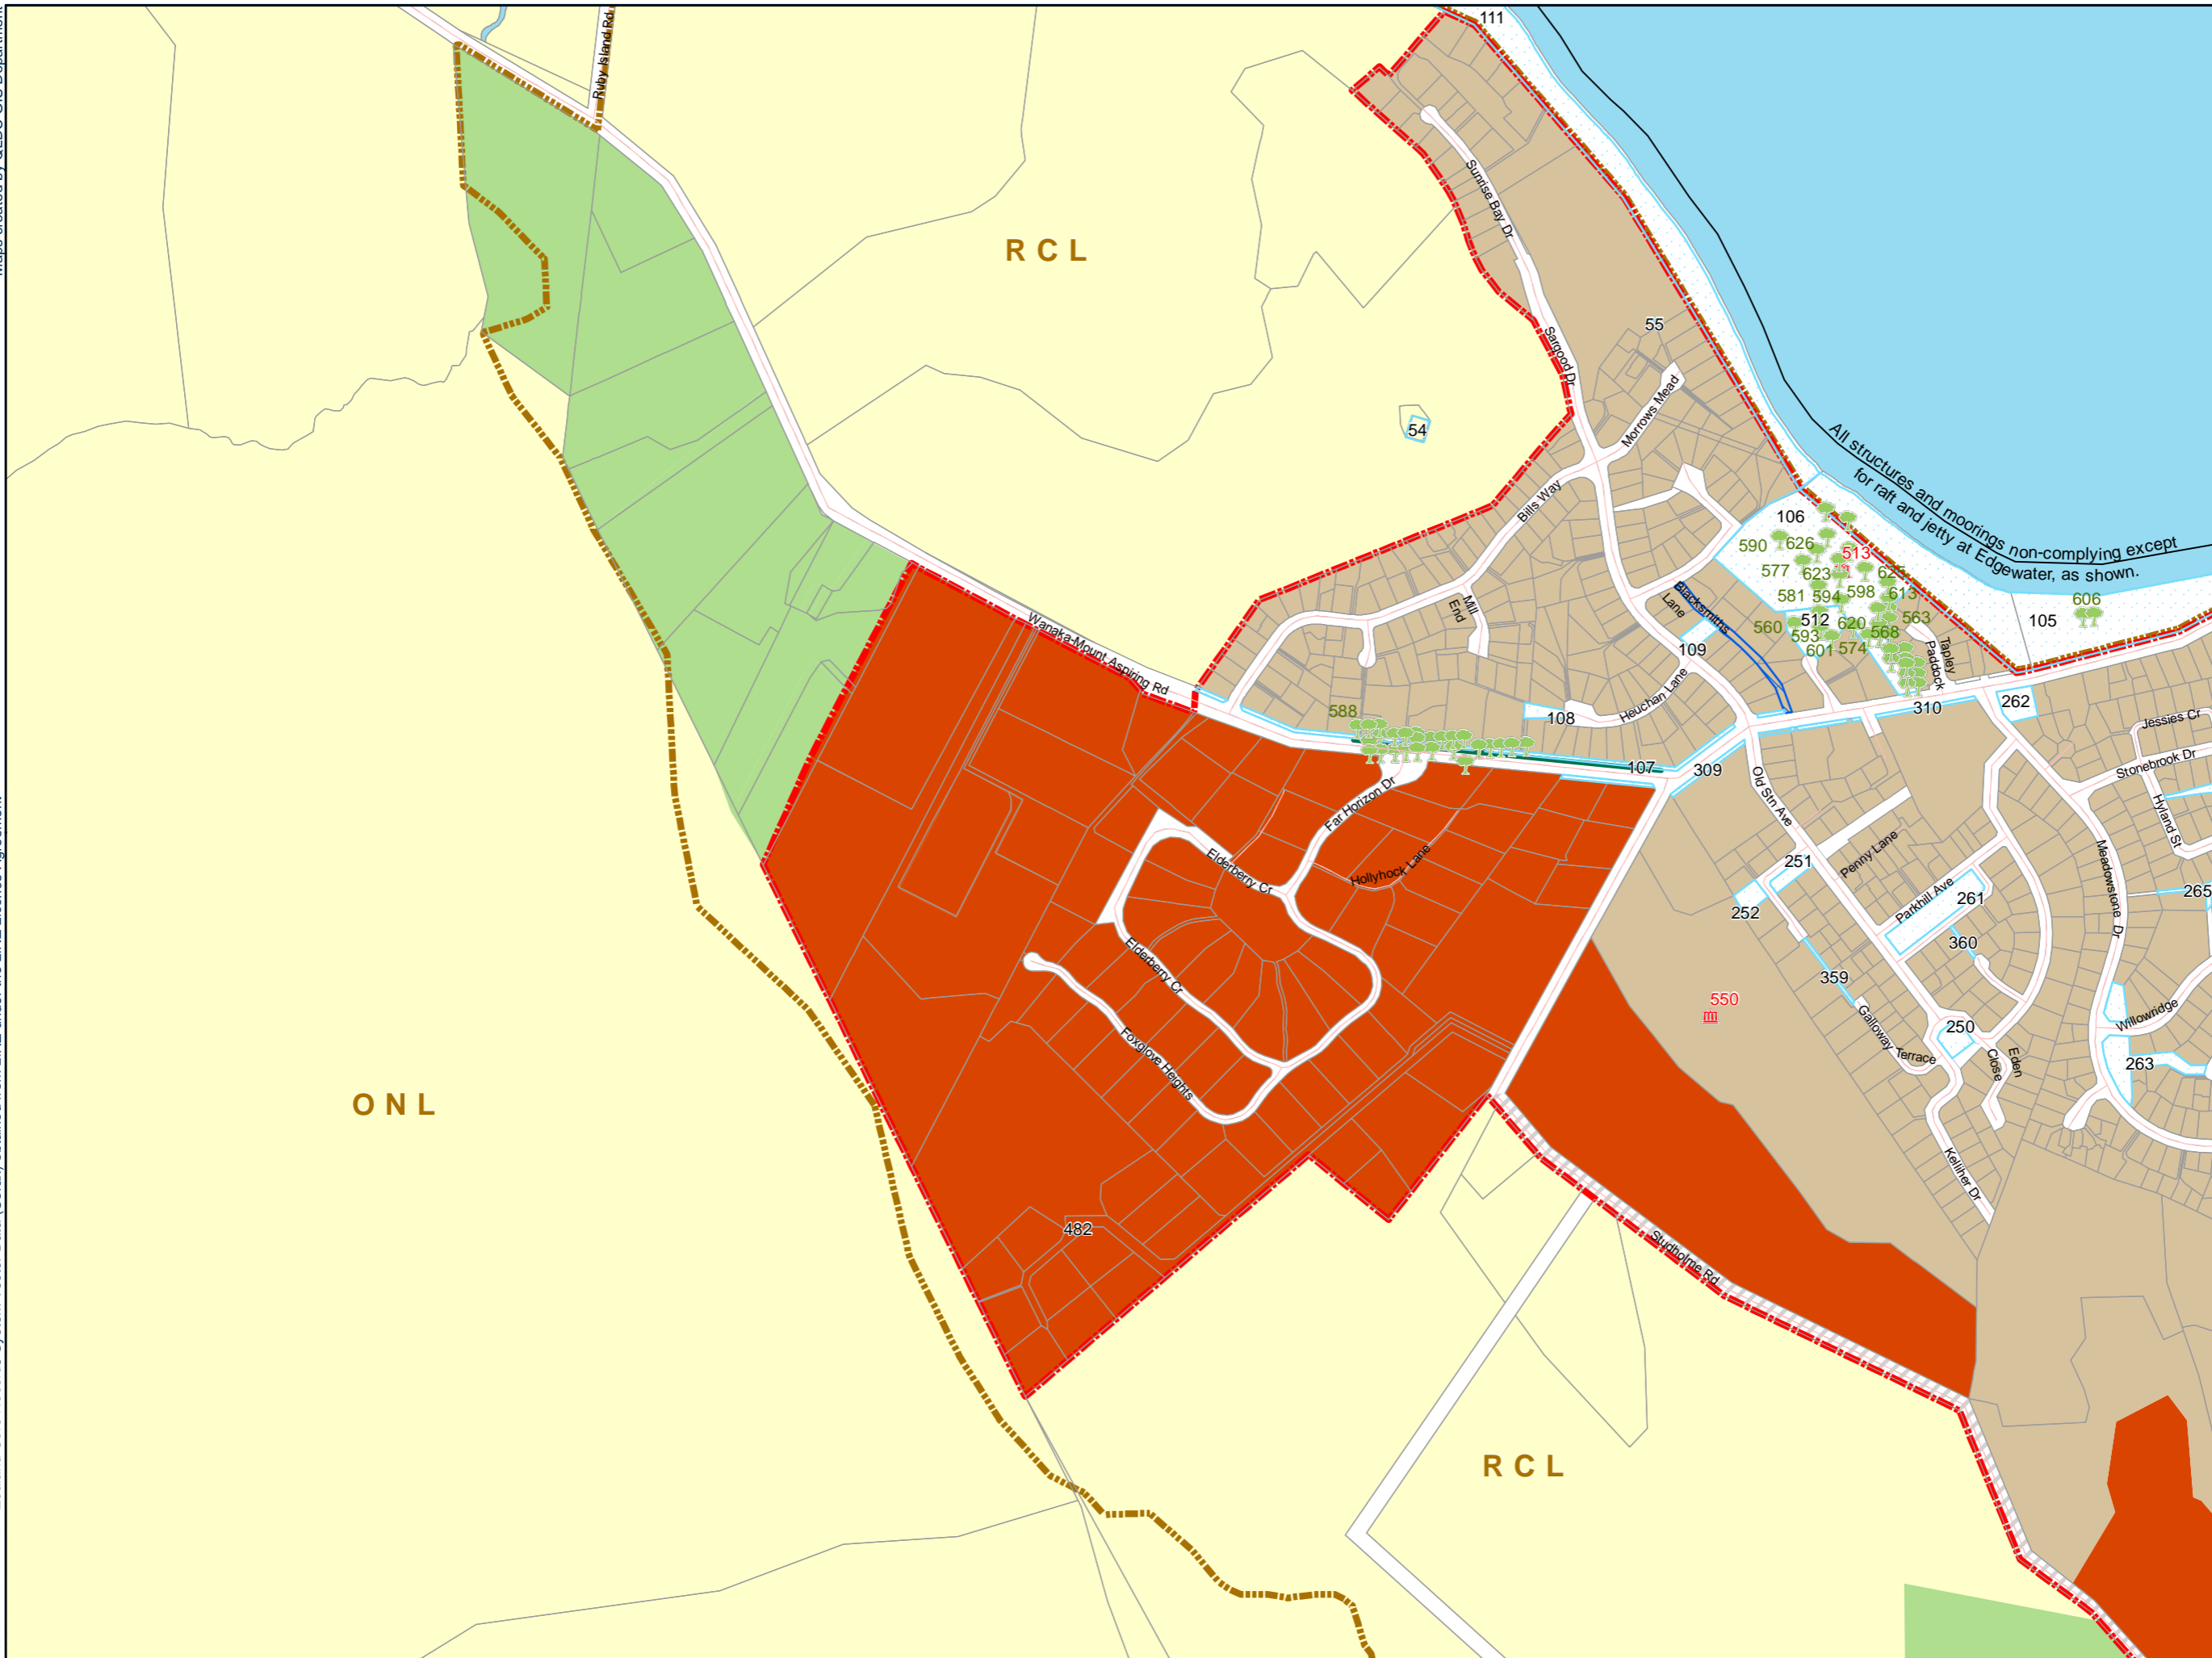 111
Ruby Island Rd
RCL
Sunrise Bay Dr
55
Sargood Dr
Morrows Mead
54
All structures and moorings non-complying except
for raft and jetty at Edgewater, as shown.
Bills Way
106
590
626
513
577
623
625
581
594
598
613
606
Mill
End
Blacksmiths
Lane
560
512
620
563
105
593
568
601
574
Tapley
Paddock
Wanaka-Mount Aspiring Rd
109
Heuchan Lane
588
108
310
262
Jessies Cr
107
309
Stonebrook Dr
Far Horizon Dr
Old Stn Ave
Hyland St
Elderberry Cr
Hollyhock Lane
251
Penny Lane
Meadowstone Dr
265
252
Parkhill Ave
261
360
Elderberry Cr
359
550
Galloway Terrace
250
Willowridge
Eden
Close
263
Foxglove Heights
ONL
Kelliher Dr
482
Studholme Rd
RCL